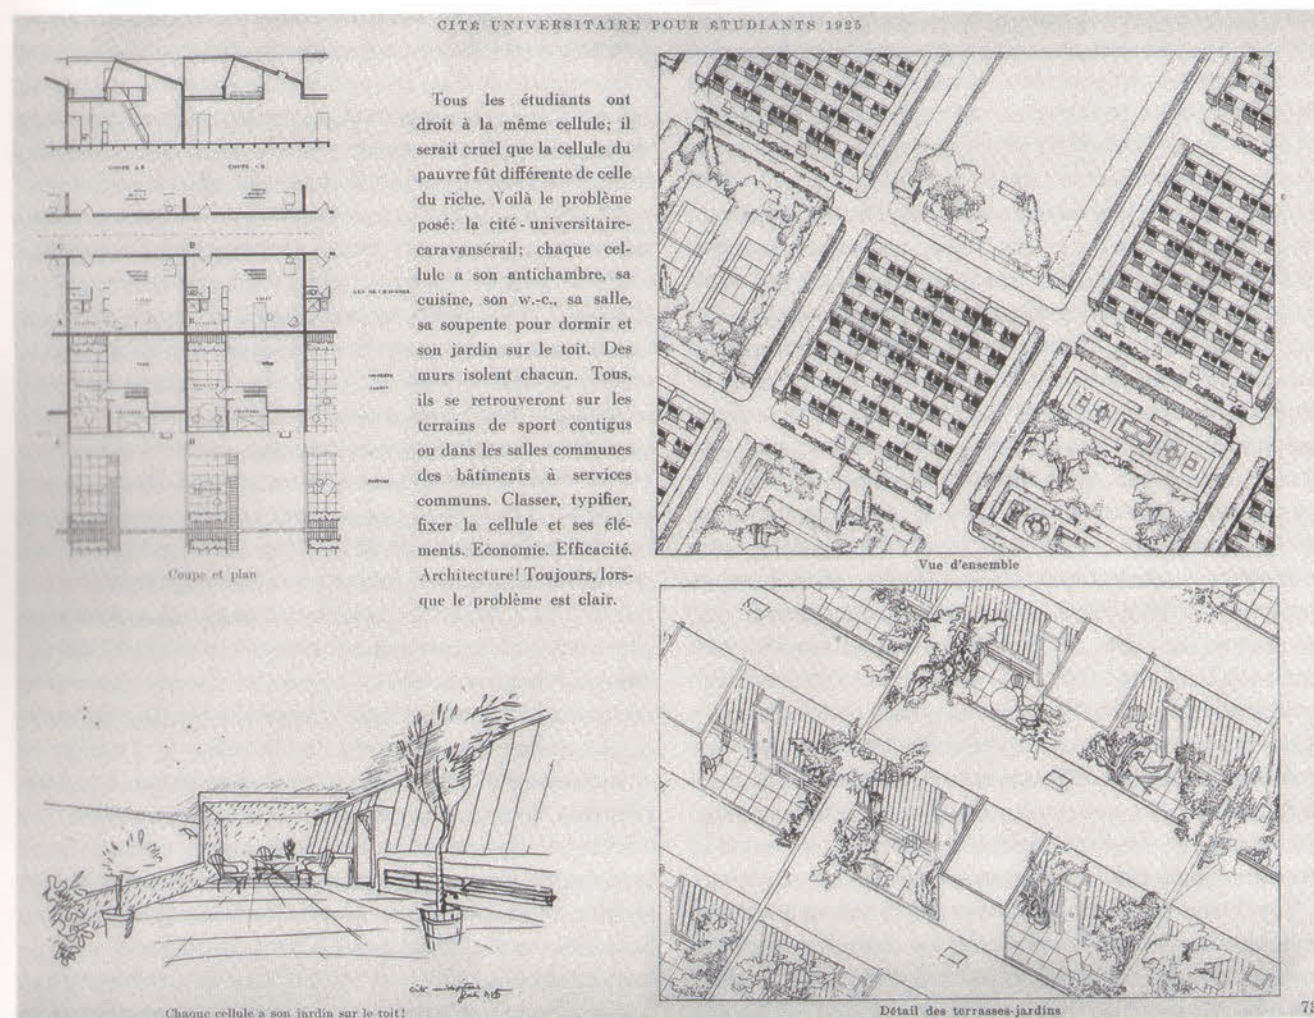 CITÉ UNIVERSITAIRE POUR ÉTUDIANTS 1925
COUPE A B
COUPE C D
Coupe et plan
Tous les étudiants ont
droit à la même cellule; il
serait cruel que la cellule du
pauvre fût différente de celle
du riche. Voilà le problème
posé: la cité-universitaire-
caravansérail; chaque cel-
lule a son antichambre, sa
cuisine, son w.-c., sa salle,
sa soupente pour dormir et
son jardin sur le toit. Des
murs isolent chacun. Tous,
ils se retrouveront sur les
terrains de sport contigus
ou dans les salles communes
des bâtiments à services
communs. Classer, typifier,
fixer la cellule et ses élé-
ments. Economie. Efficacité.
Architecture! Toujours, lors-
que le problème est clair.
Vue d'ensemble
Chaque cellule a son jardin sur le toit!
Détail des terrasses-jardins